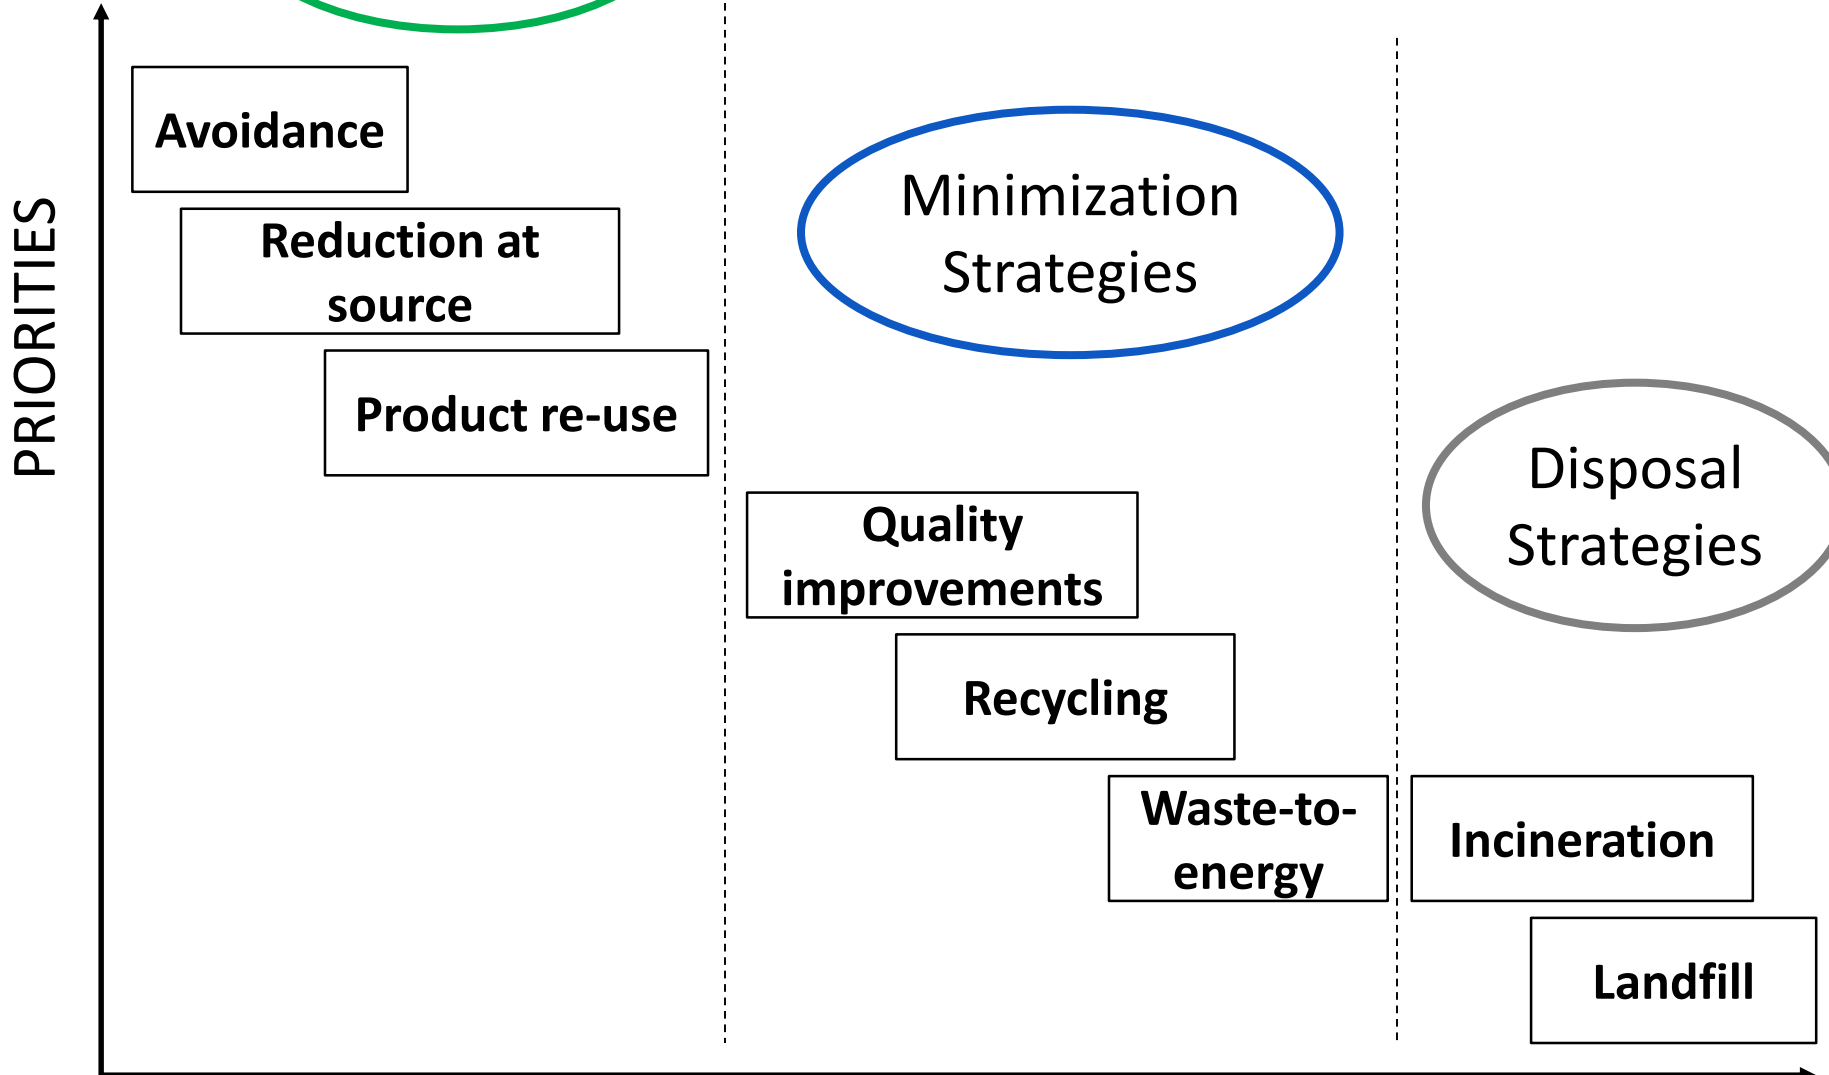 PRIORITIES
Avoidance
Reduction at
source
Product re-use
Minimization
Strategies
Quality
improvements
Recycling
Waste-to-
energy
Disposal
Strategies
Incineration
Landfill